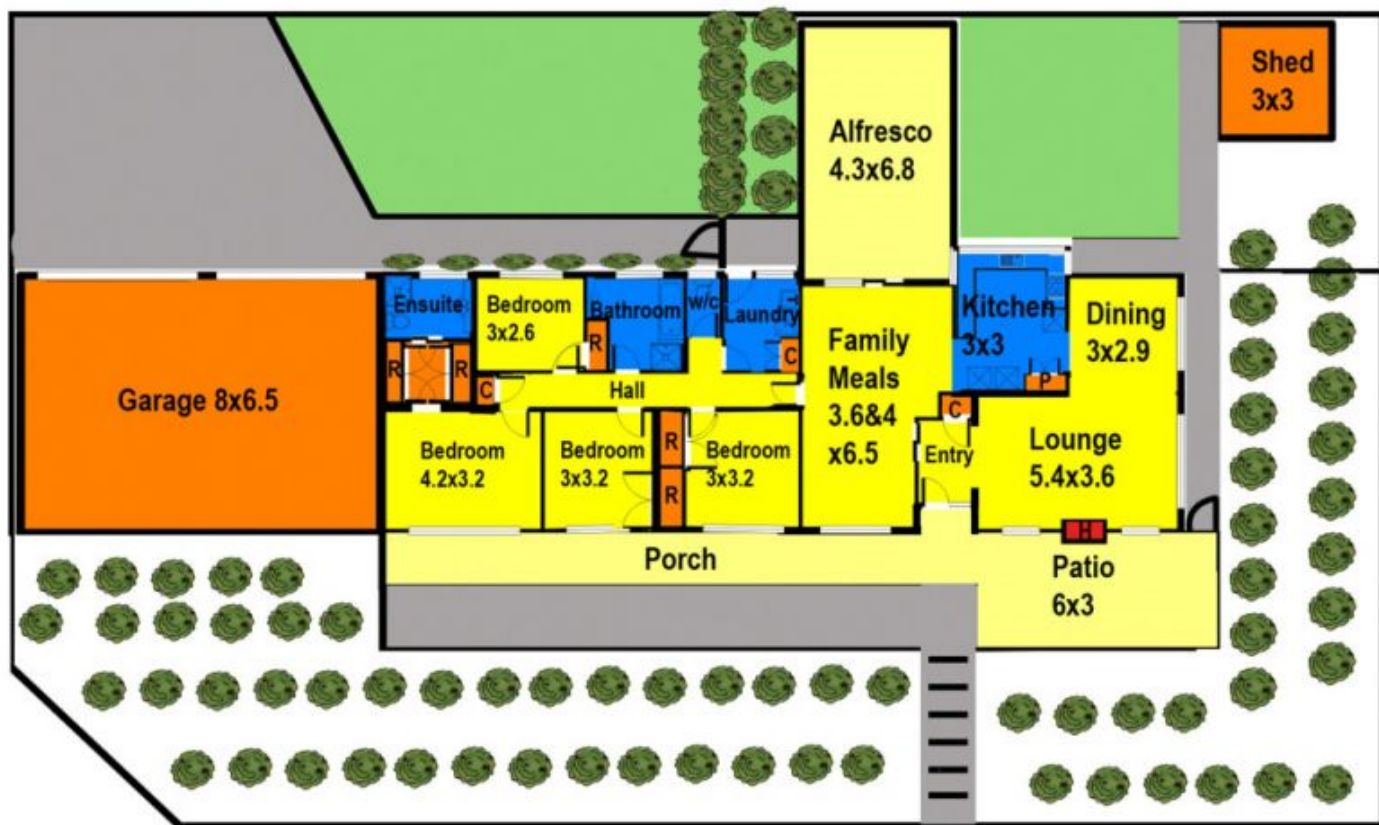 Shed
3x3
Alfresco
4.3x6.8
Ensuite
Bedroom
3x2.6
Bathroom
w/c
Laundry
Kitchen
3x3
Dining
3x2.9
Family
Meals
3.6&4
x6.5
R
R
R
C
C
P
C
Hall
Garage 8x6.5
Bedroom
4.2x3.2
Bedroom
3x3.2
R
R
Bedroom
3x3.2
Entry
Lounge
5.4x3.6
H
Porch
Patio
6x3